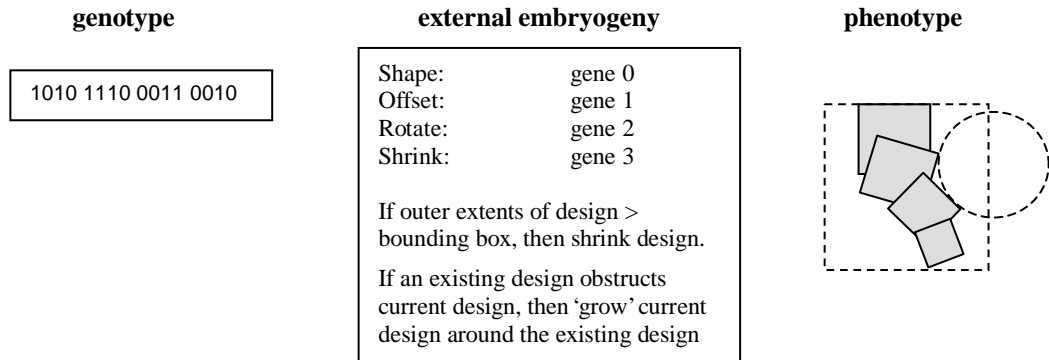 genotype
external embryogeny
phenotype
1010 1110 0011 0010
Shape: gene 0
Offset: gene 1
Rotate: gene 2
Shrink: gene 3
If outer extents of design >
bounding box, then shrink design.
If an existing design obstructs
current design, then ‘grow’ current
design around the existing design